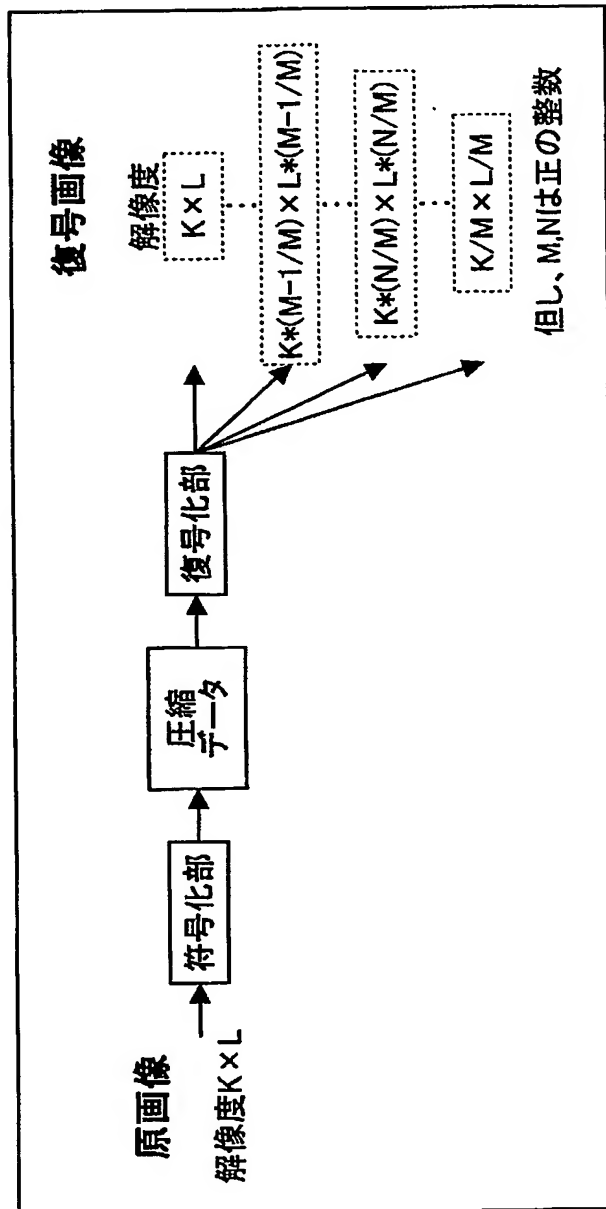 原画像
解像度K×L
符号化部
圧縮
データ
復号化部
復号画像
解像度
K×L
K*(M-1/M)×L*(M-1/M)
K*(N/M)×L*(N/M)
K/M×L/M
但し、M,Nは正の整数